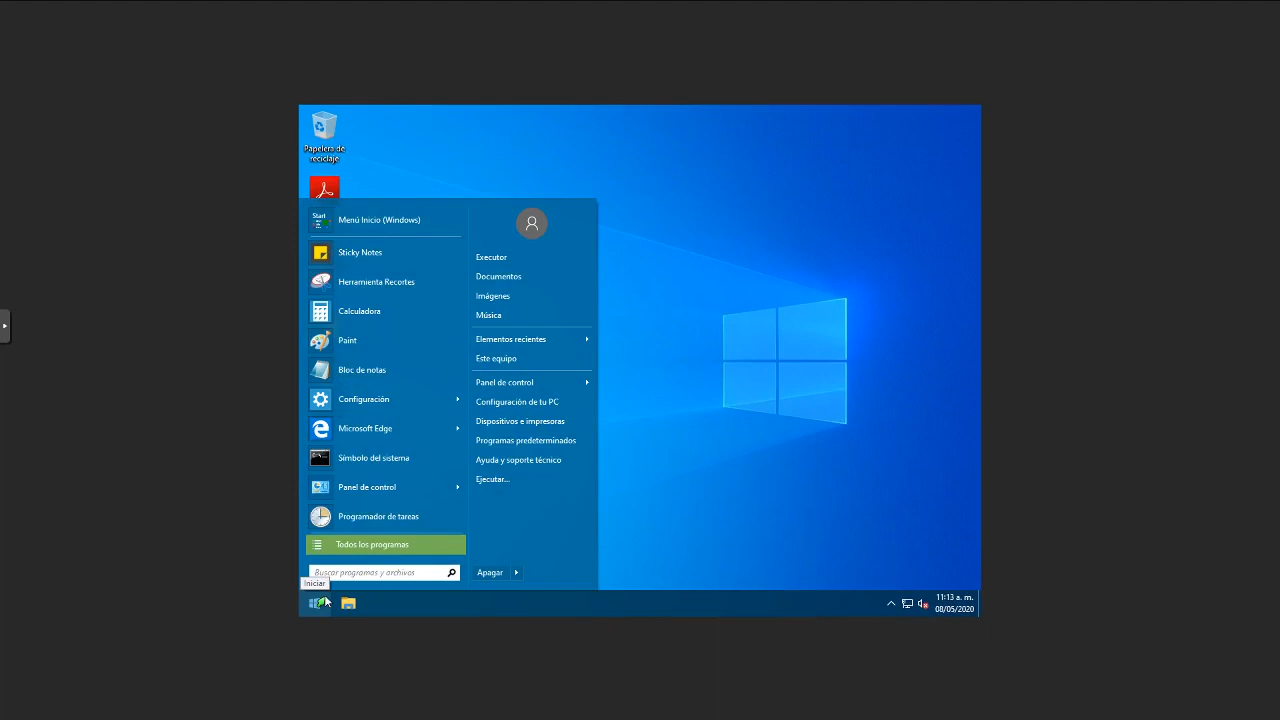 Papelera de
reciclaje
Start
Menú Inicio (Windows)
Sticky Notes
Herramienta Recortes
Calculadora
Paint
Bloc de notas
Configuración
Microsoft Edge
Símbolo del sistema
Panel de control
Programador de tareas
Todos los programas
Buscar programas y archivos
Executor
Documentos
Imágenes
Música
Elementos recientes
Este equipo
Panel de control
Configuración de tu PC
Dispositivos e impresoras
Programas predeterminados
Ayuda y soporte técnico
Ejecutar...
Apagar
Iniciar
11:13 a. m.
08/05/2020